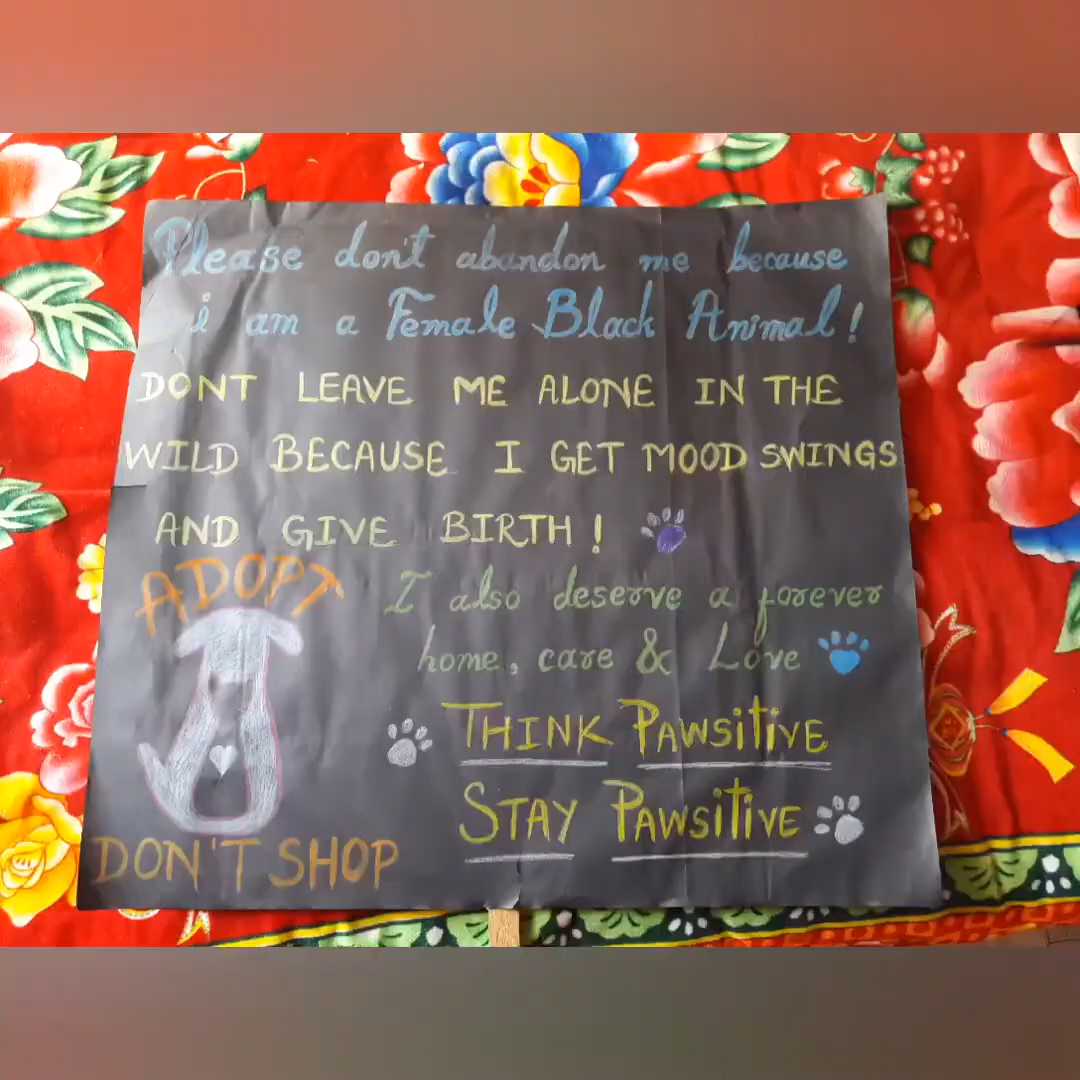 Please don't abandon me because
i am a Female Black Animal!
DONT LEAVE ME ALONE IN THE
WILD BECAUSE I GET MOOD SWINGS
AND GIVE BIRTH!
ADOPT
I also deserve a forever
home, care & Love
THINK PAWSitiVE
STAY PAWSitiVE
DON'T SHOP